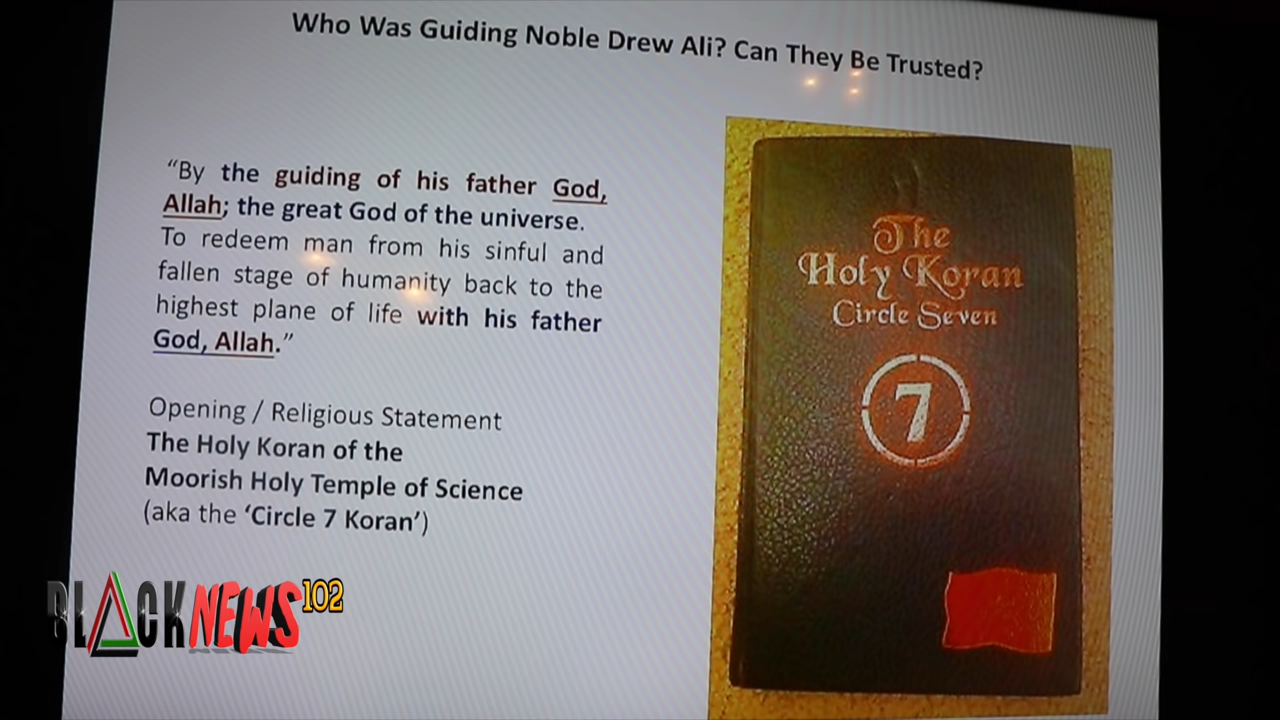 Who Was Guiding Noble Drew Ali? Can They Be Trusted?
“By the guiding of his father God,
Allah; the great God of the universe.
To redeem man from his sinful and
fallen stage of humanity back to the
highest plane of life with his father
God, Allah.”
Opening / Religious Statement
The Holy Koran of the
Moorish Holy Temple of Science
(aka the ‘Circle 7 Koran’)
The
Holy Koran
Circle Seven
7
BLACKNEWS102